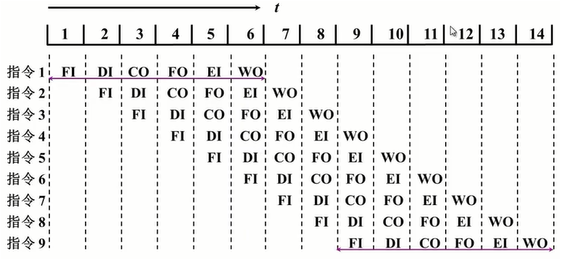 t
1 2 3 4 5 6 7 8 9 10 11 12 13 14
指令 1 FI DI CO FO EI WO
指令 2 FI DI CO FO EI WO
指令 3 FI DI CO FO EI WO
指令 4 FI DI CO FO EI WO
指令 5 FI DI CO FO EI WO
指令 6 FI DI CO FO EI WO
指令 7 FI DI CO FO EI WO
指令 8 FI DI CO FO EI WO
指令 9 FI DI CO FO EI WO